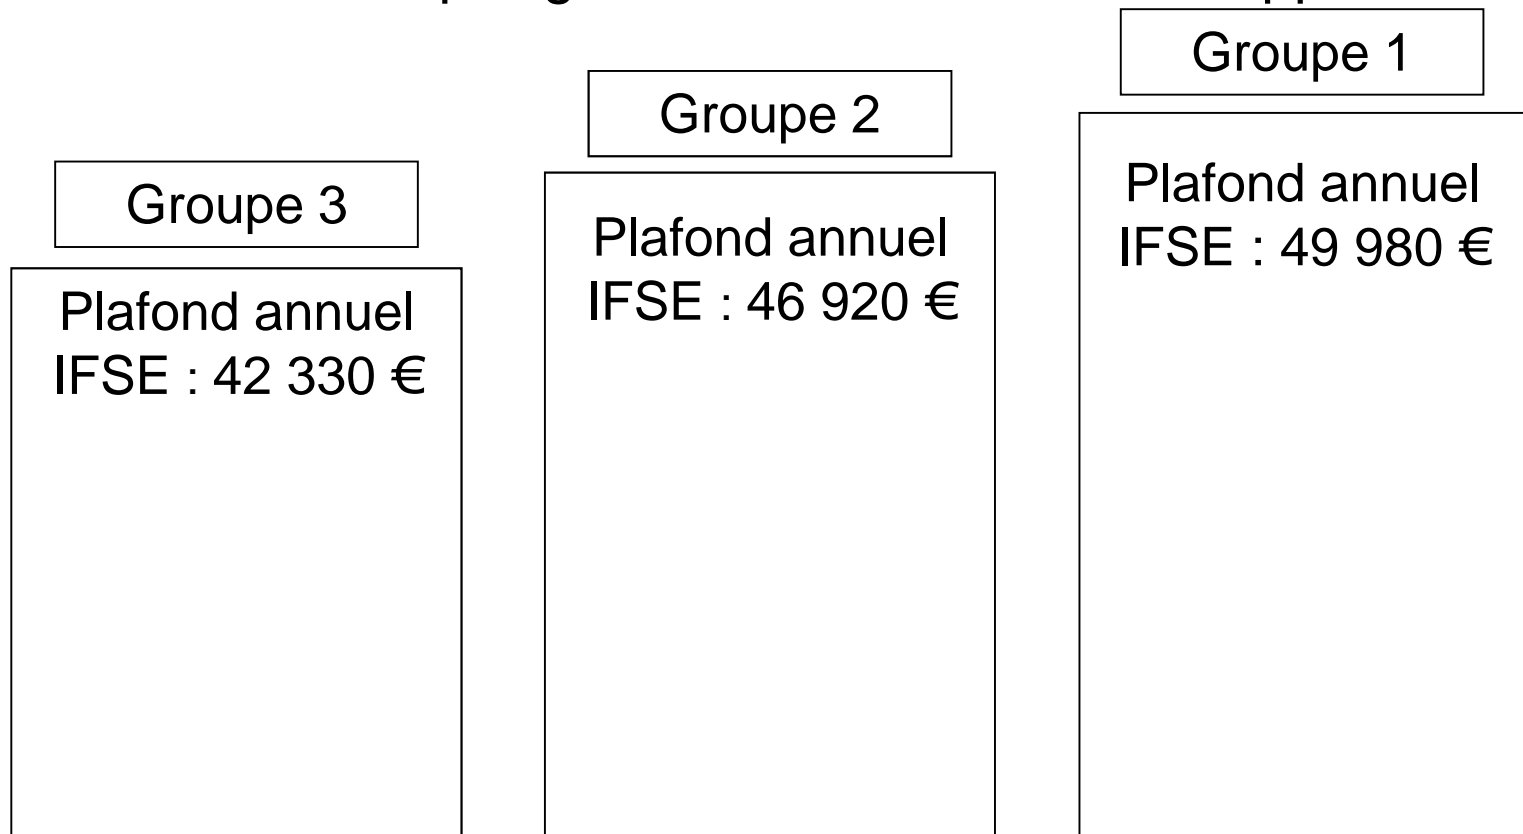 Groupe 1
Groupe 2
Groupe 3
Plafond annuel
IFSE : 49 980 €
Plafond annuel
IFSE : 46 920 €
Plafond annuel
IFSE : 42 330 €